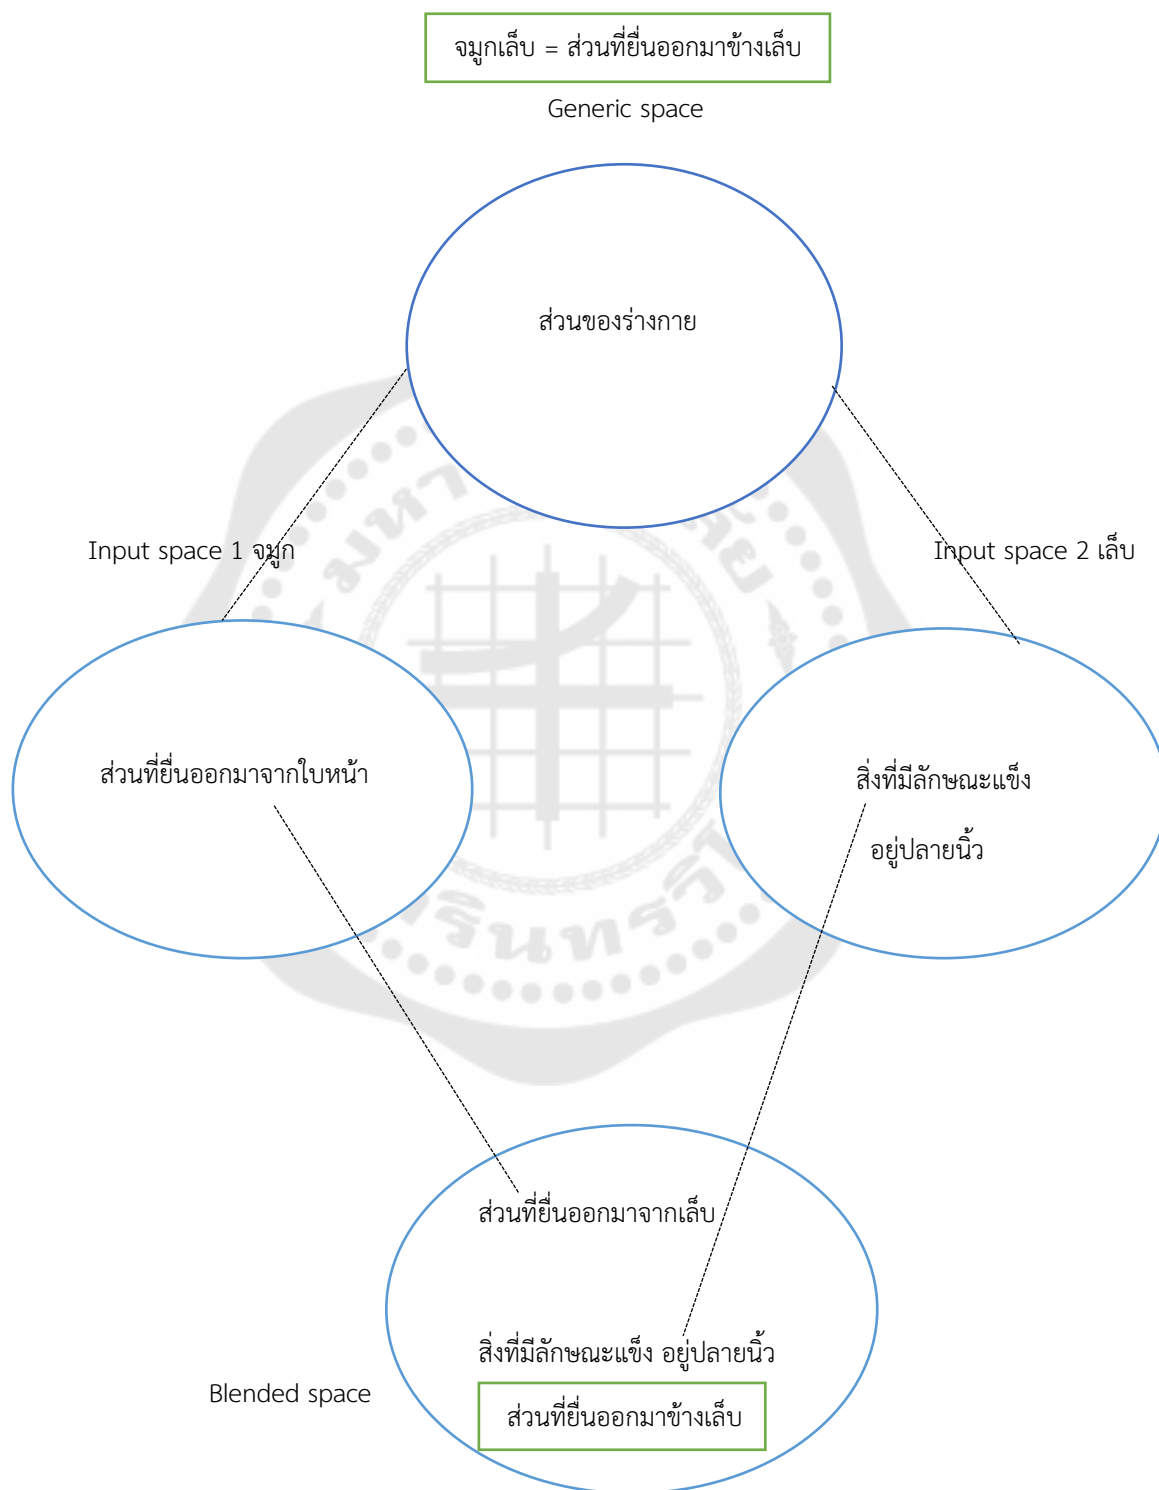 จมูกเล็บ = ส่วนที่ยื่นออกมาข้างเล็บ
Generic space
ส่วนของร่างกาย
Input space 1 จมูก
Input space 2 เล็บ
ส่วนที่ยื่นออกมาจากใบหน้า
สิ่งที่มีลักษณะแข็ง
อยู่ปลายนิ้ว
ส่วนที่ยื่นออกมาจากเล็บ
สิ่งที่มีลักษณะแข็ง อยู่ปลายนิ้ว
Blended space
ส่วนที่ยื่นออกมาข้างเล็บ